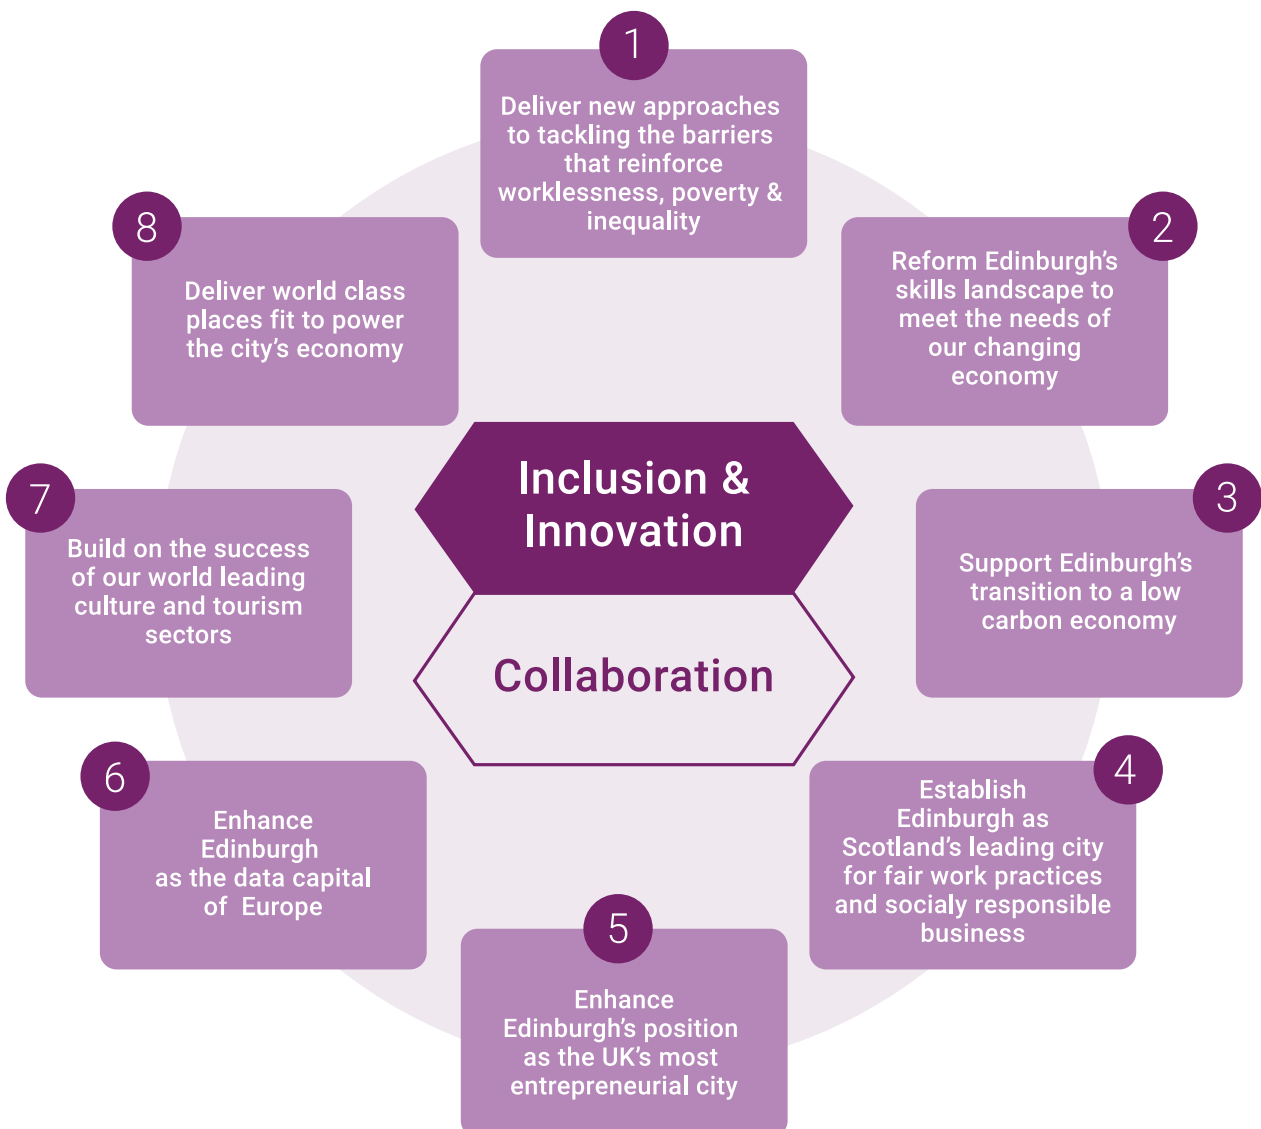 1
Deliver new approaches
to tackling the barriers
that reinforce
worklessness, poverty &
inequality
2
Reform Edinburgh's
skills landscape to
meet the needs of
our changing
economy
3
Support Edinburgh's
transition to a low
carbon economy
4
Establish
Edinburgh as
Scotland's leading city
for fair work practices
and socialy responsible
business
5
Enhance
Edinburgh's position
as the UK's most
entrepreneurial city
6
Enhance
Edinburgh
as the data capital
of Europe
7
Build on the success
of our world leading
culture and tourism
sectors
8
Deliver world class
places fit to power
the city's economy
Inclusion &
Innovation
Collaboration